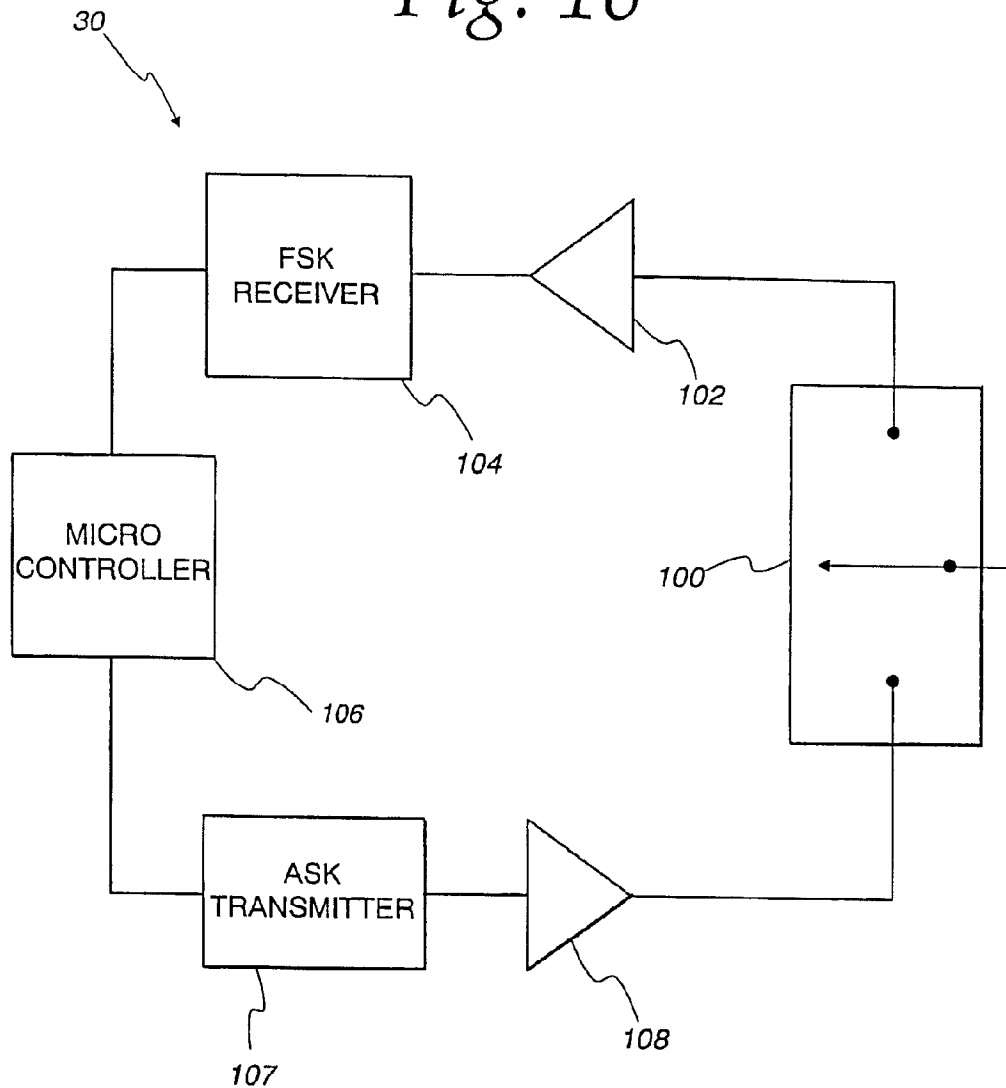 Fig. 10
30
FSK
RECEIVER
102
104
MICRO
CONTROLLER
100
106
ASK
TRANSMITTER
108
107